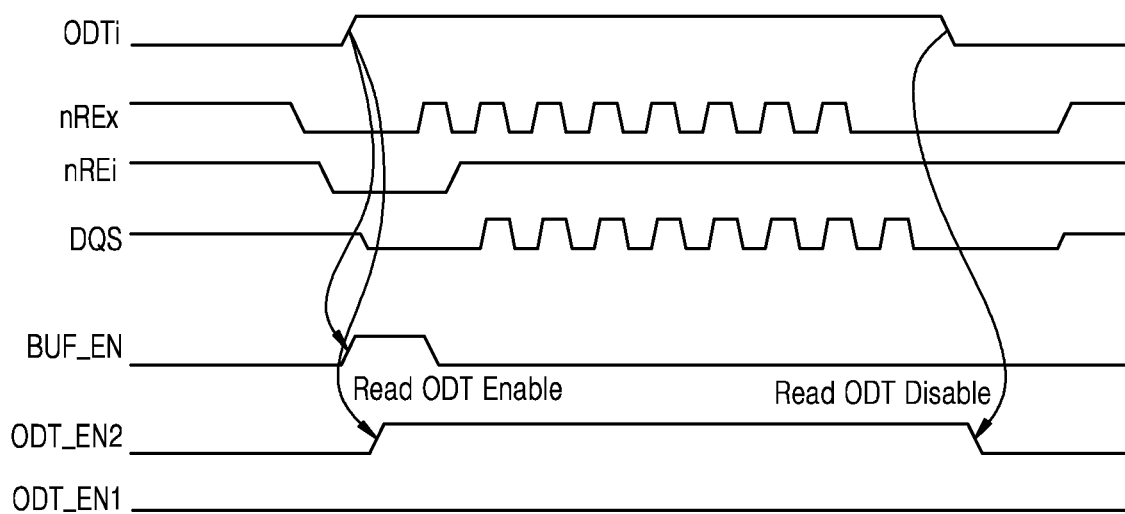 ODTi
nREx
nREi
DQS
BUF_EN
Read ODT Enable
Read ODT Disable
ODT_EN2
ODT_EN1